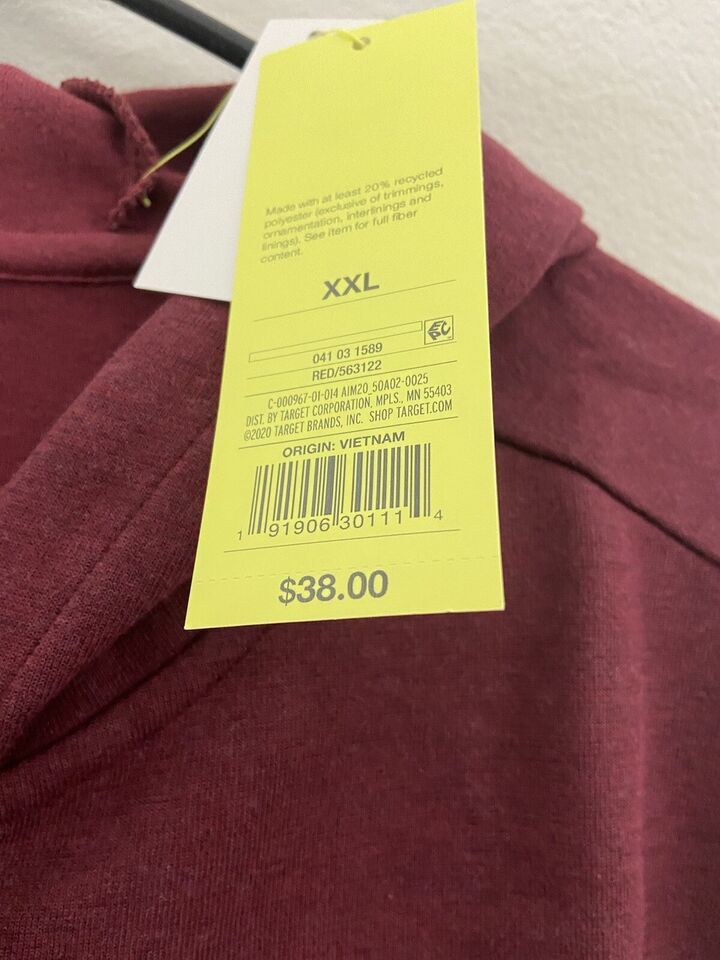 Made with at least 20% recycled
polyester (exclusive of trimmings,
ornamentation, interlinings and
linings). See item for full fiber
content.
XXL
EPC
041 03 1589
RED/563122
C-000967-01-014 AIM20_50A02-0025
DIST. BY TARGET CORPORATION, MPLS., MN 55403
©2020 TARGET BRANDS, INC. SHOP TARGET.COM
ORIGIN: VIETNAM
1 91906 30111 4
$38.00